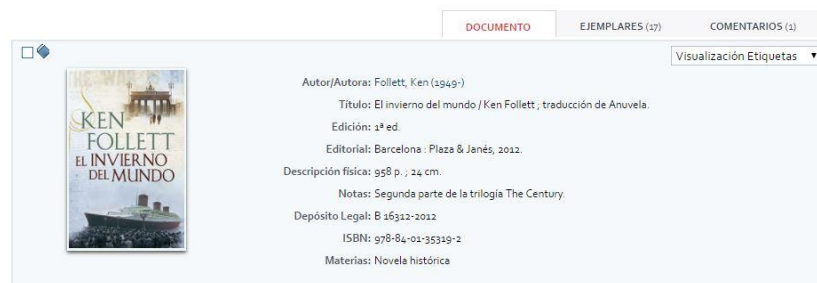 DOCUMENTO EJEMPLARES (17) COMENTARIOS (1)
Visualización Etiquetas
KEN
FOLLETT
EL INVIERNO
DEL MUNDO
Autor/Autora: Follett, Ken (1949-)
Título: El invierno del mundo / Ken Follett ; traducción de Anuvela.
Edición: 1ª ed.
Editorial: Barcelona : Plaza & Janés, 2012.
Descripción física: 958 p. ; 24 cm.
Notas: Segunda parte de la trilogía The Century.
Depósito Legal: B 16312-2012
ISBN: 978-84-01-35319-2
Materias: Novela histórica